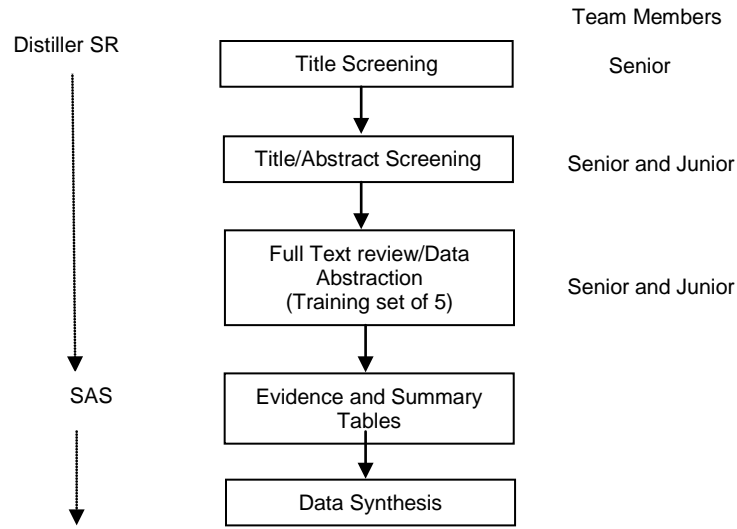 Team Members
Distiller SR
Title Screening
Senior
Title/Abstract Screening
Senior and Junior
Full Text review/Data
Abstraction
(Training set of 5)
Senior and Junior
SAS
Evidence and Summary
Tables
Data Synthesis